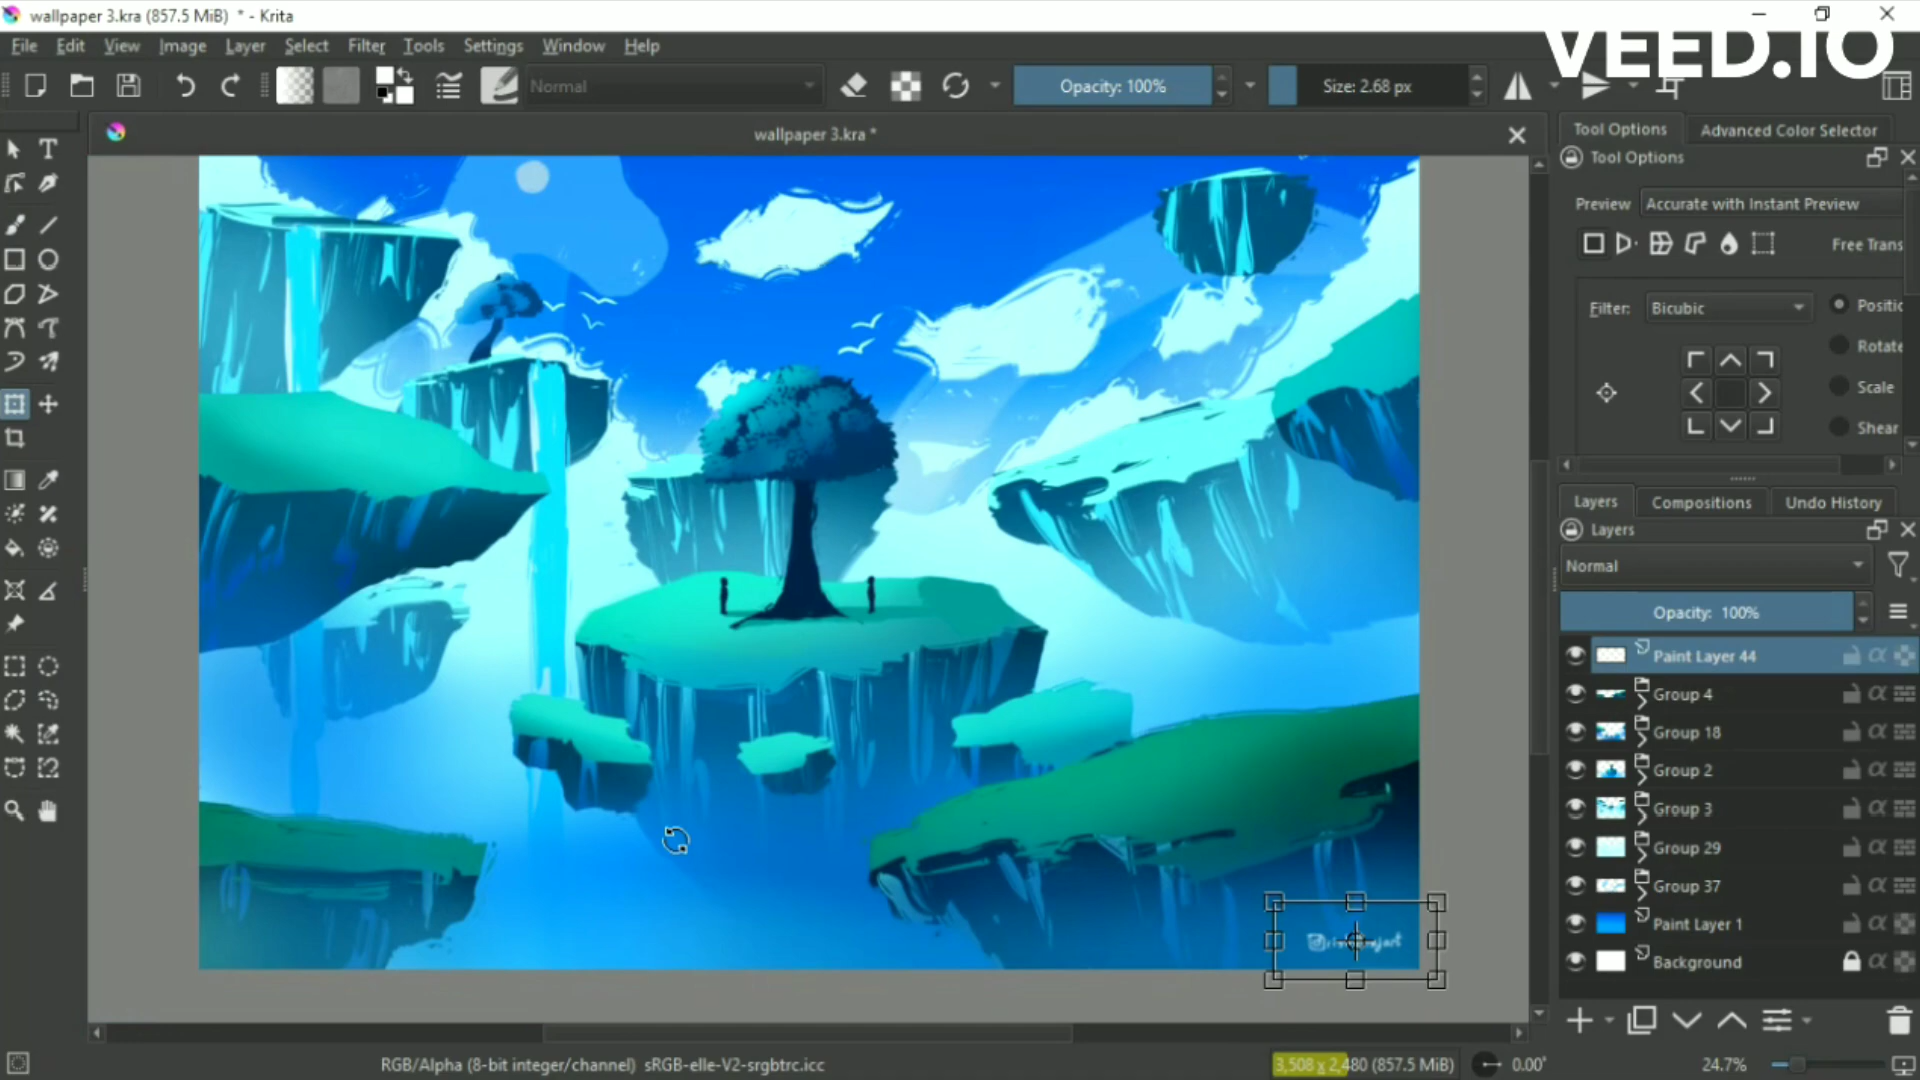 wallpaper 3.kra (857.5 MiB) * - Krita
File Edit View Image Layer Select Filter Tools Settings Window Help
VEED.IO
Normal
Opacity: 100%
Size: 2.68 px
wallpaper 3.kra *
Tool Options
Advanced Color Selector
Tool Options
Preview
Accurate with Instant Preview
Free Trans
Filter:
Bicubic
Positic
Rotate
Scale
Shear
Layers
Compositions
Undo History
Layers
Normal
Opacity: 100%
Paint Layer 44
Group 4
Group 18
Group 2
Group 3
Group 29
Group 37
Paint Layer 1
Background
RGB/Alpha (8-bit integer/channel) sRGB-elle-V2-srgbtrc.icc
3,508 x 2,480 (857.5 MiB)
0.00°
24.7%